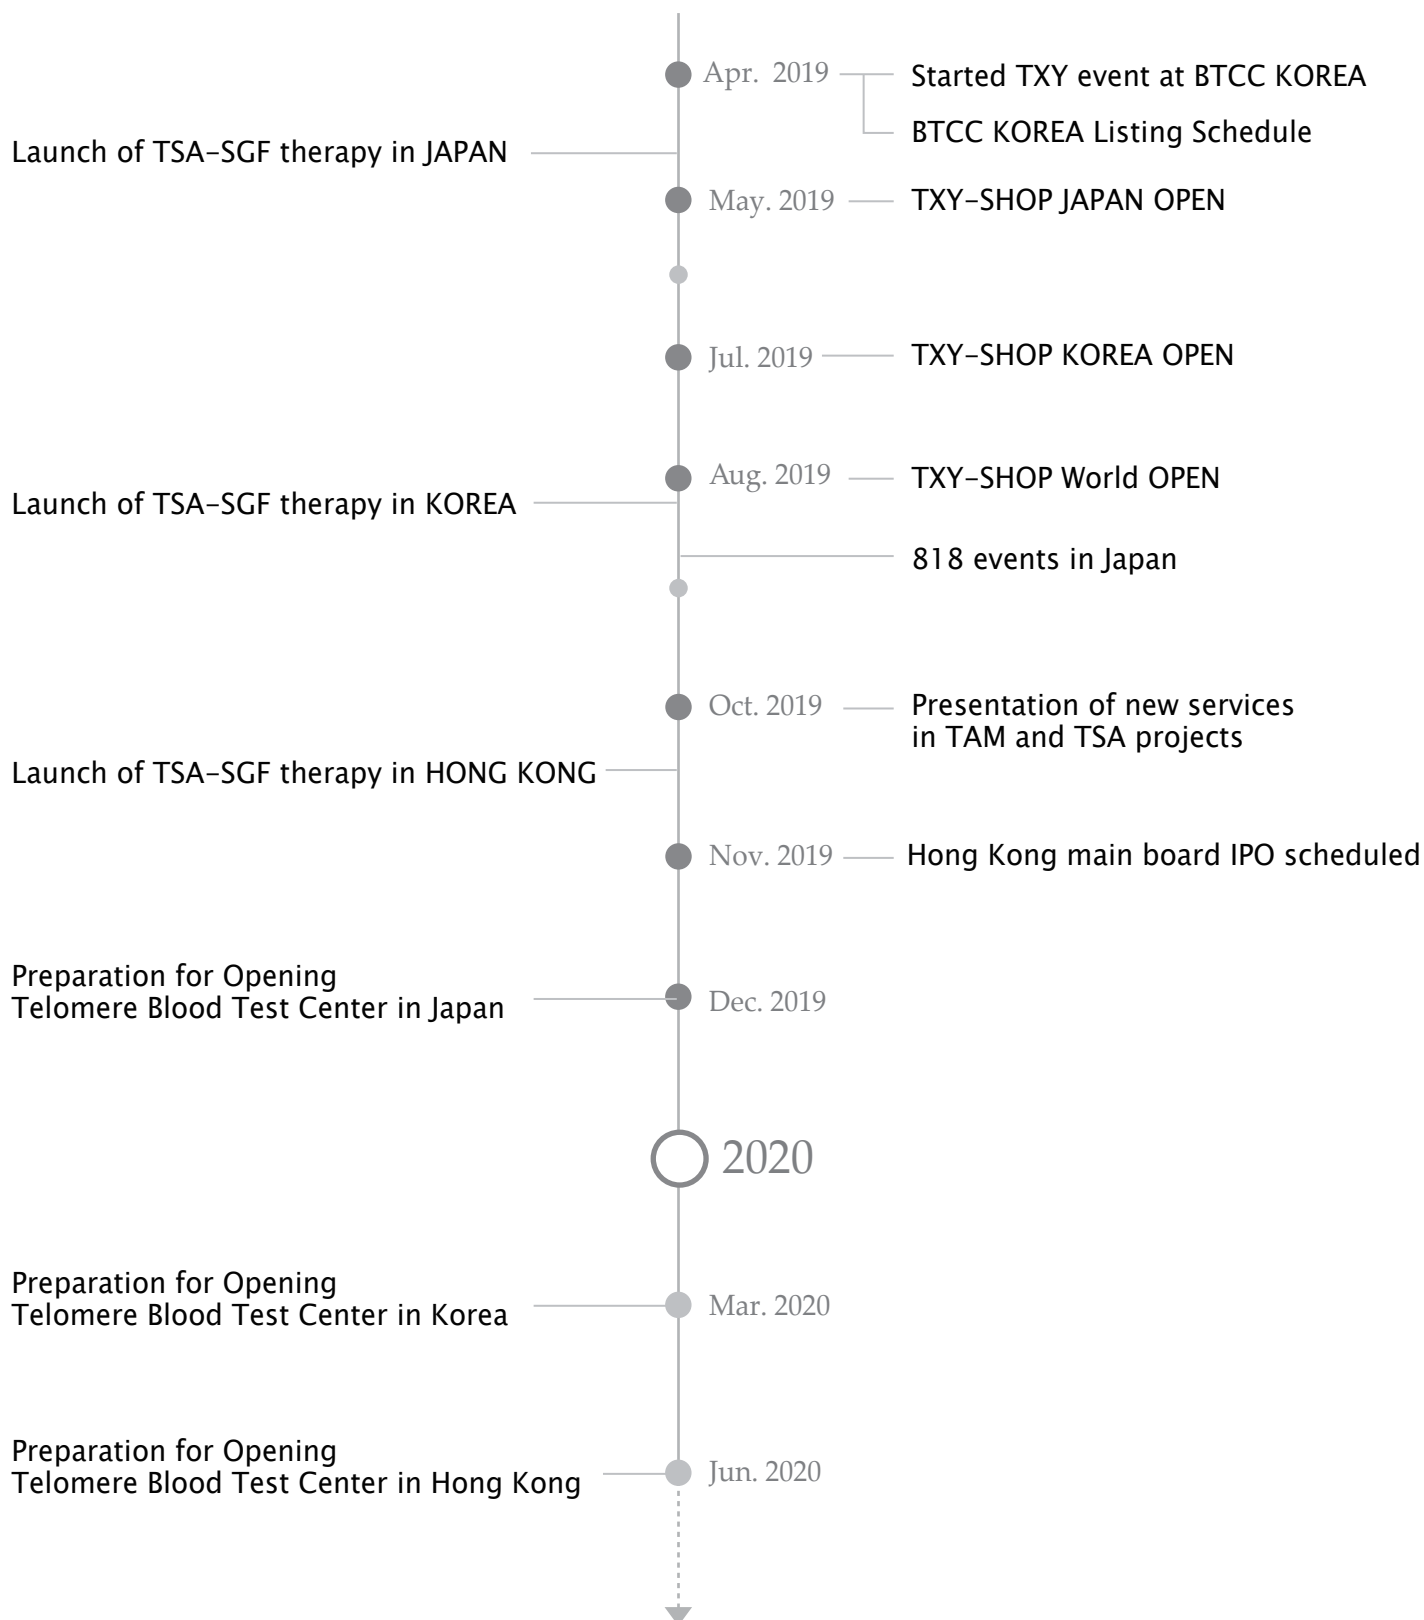 Apr. 2019
Started TXY event at BTCC KOREA
BTCC KOREA Listing Schedule
Launch of TSA-SGF therapy in JAPAN
May. 2019
TXY-SHOP JAPAN OPEN
Jul. 2019
TXY-SHOP KOREA OPEN
Aug. 2019
TXY-SHOP World OPEN
Launch of TSA-SGF therapy in KOREA
818 events in Japan
Oct. 2019
Presentation of new services
in TAM and TSA projects
Launch of TSA-SGF therapy in HONG KONG
Nov. 2019
Hong Kong main board IPO scheduled
Preparation for Opening
Telomere Blood Test Center in Japan
Dec. 2019
2020
Preparation for Opening
Telomere Blood Test Center in Korea
Mar. 2020
Preparation for Opening
Telomere Blood Test Center in Hong Kong
Jun. 2020